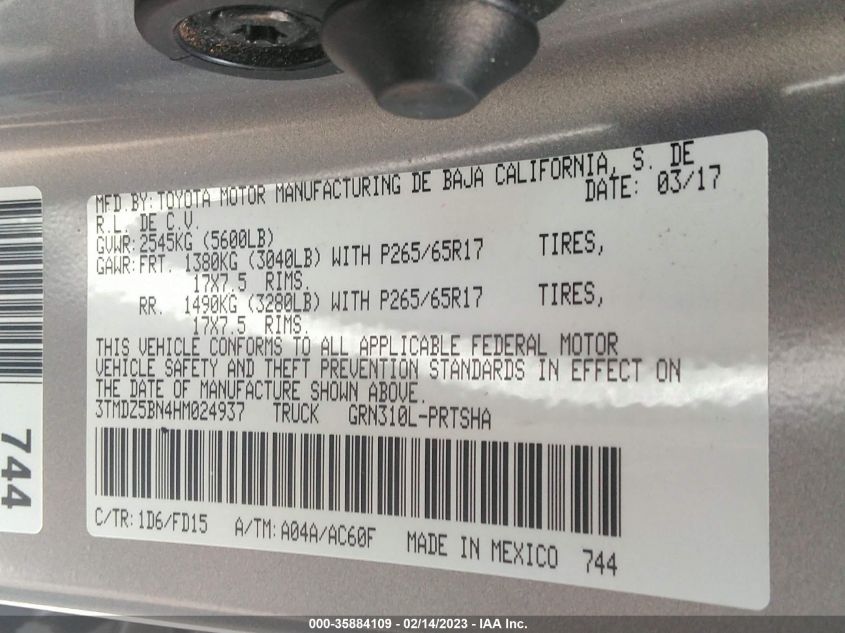 MFD BY: TOYOTA MOTOR MANUFACTURING DE BAJA CALIFORNIA, S. DE
R.L. DE C.V. DATE: 03/17
GVWR: 2545KG (5600LB)
GAWR: FRT. 1380KG (3040LB) WITH P265/65R17 TIRES,
17X7.5 RIMS.
RR. 1490KG (3280LB) WITH P265/65R17 TIRES,
17X7.5 RIMS.
THIS VEHICLE CONFORMS TO ALL APPLICABLE FEDERAL MOTOR
VEHICLE SAFETY AND THEFT PREVENTION STANDARDS IN EFFECT ON
THE DATE OF MANUFACTURE SHOWN ABOVE.
3TMDZ5BN4HM024937 TRUCK GRN310L-PRTSHA
C/TR: 1D6/FD15 A/TM: A04A/AC60F MADE IN MEXICO 744
744
000-35884109 - 02/14/2023 - IAA Inc.